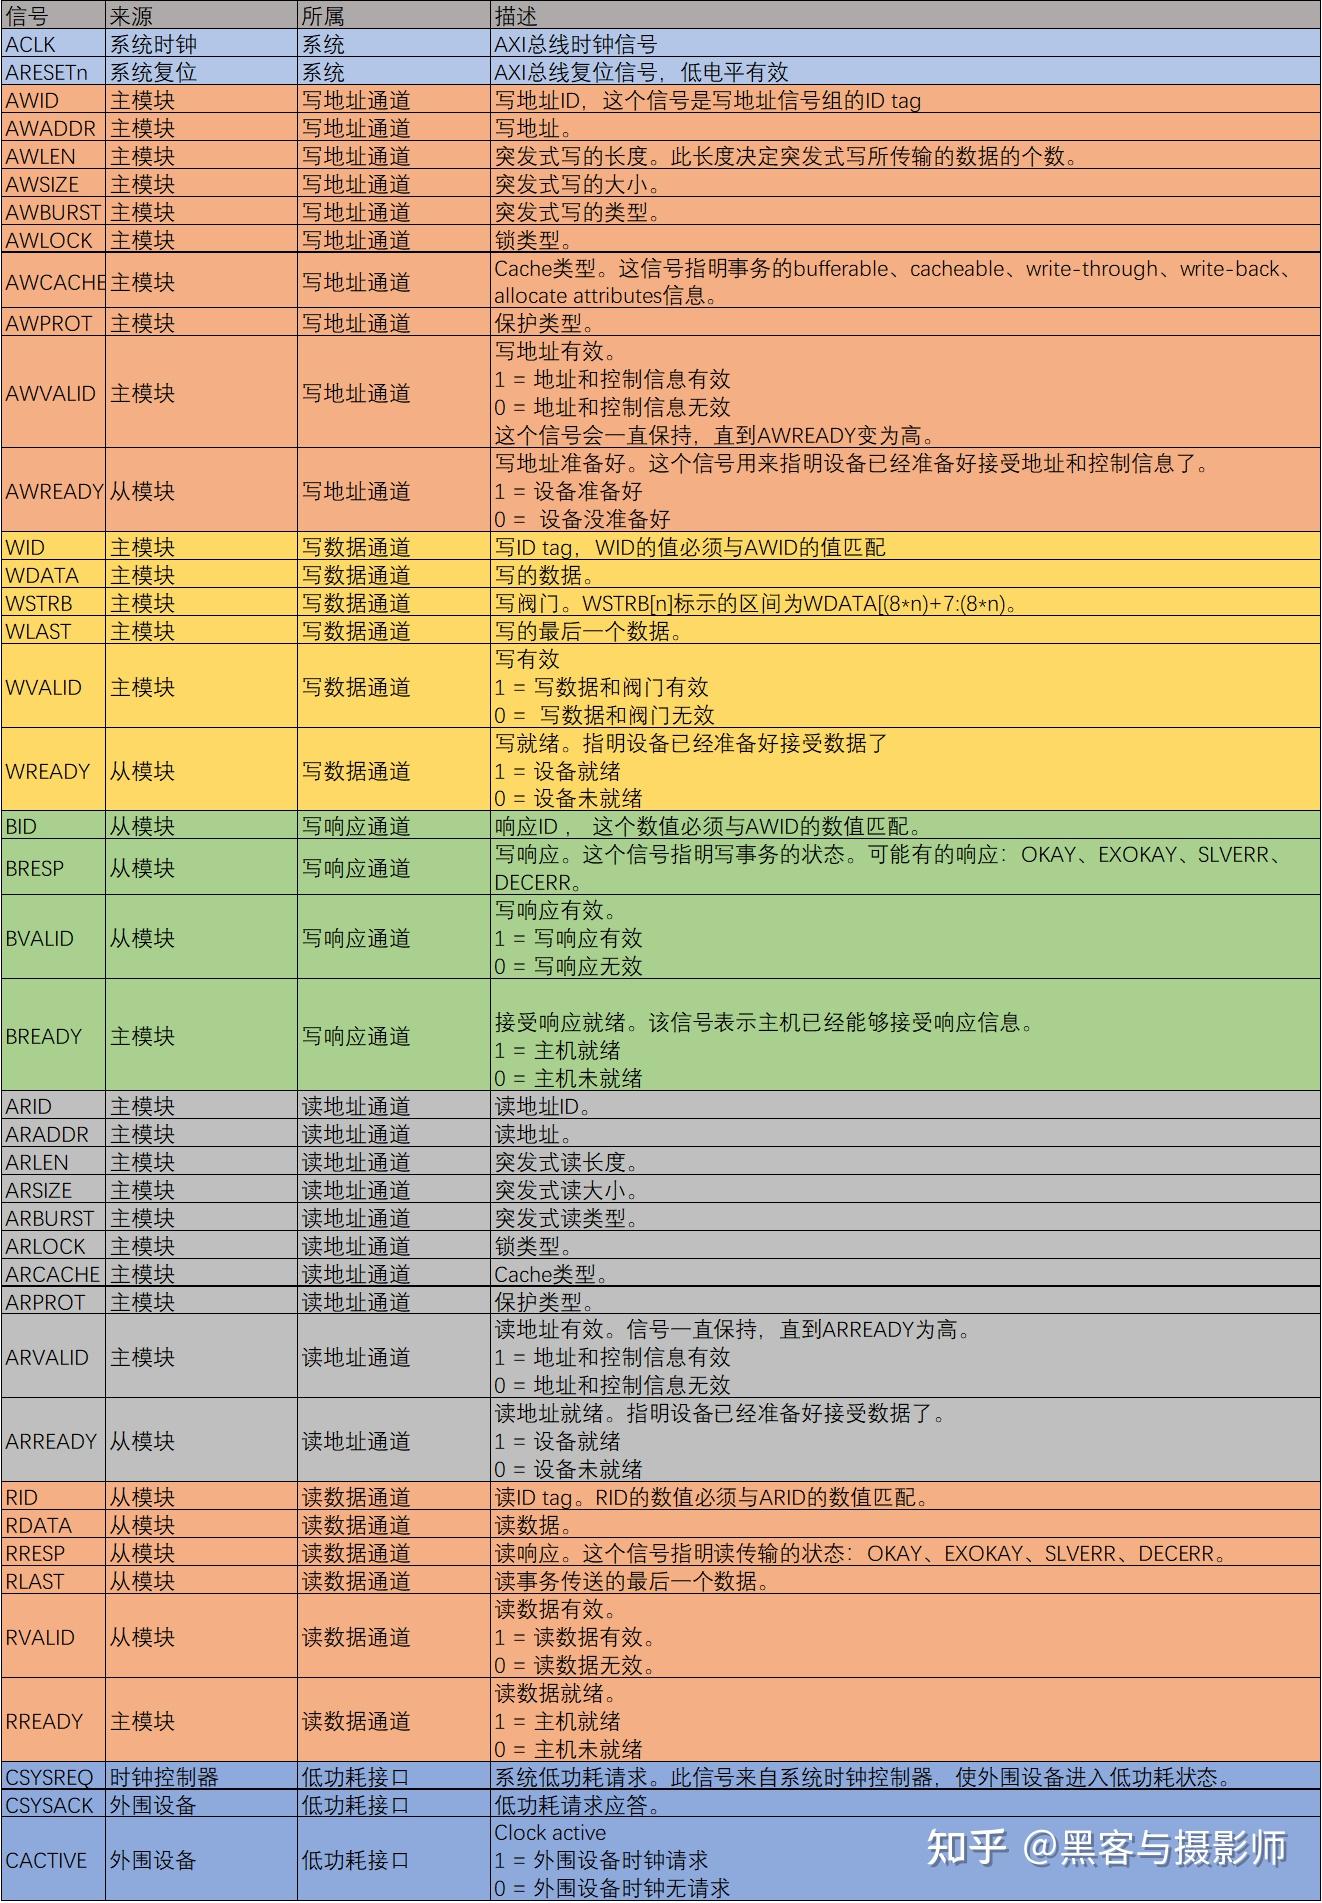 信号 来源 所属 描述
ACLK 系统时钟 系统 AXI总线时钟信号
ARESETn 系统复位 系统 AXI总线复位信号，低电平有效
AWID 主模块 写地址通道 写地址ID，这个信号是写地址信号组的ID tag
AWADDR 主模块 写地址通道 写地址。
AWLEN 主模块 写地址通道 突发式写的长度。此长度决定突发式写所传输的数据的个数。
AWSIZE 主模块 写地址通道 突发式写的大小。
AWBURST 主模块 写地址通道 突发式写的类型。
AWLOCK 主模块 写地址通道 锁类型。
AWCACHE 主模块 写地址通道 Cache类型。这信号指明事务的bufferable、cacheable、write-through、write-back、
allocate attributes信息。
AWPROT 主模块 写地址通道 保护类型。
AWVALID 主模块 写地址通道 写地址有效。
1 = 地址和控制信息有效
0 = 地址和控制信息无效
这个信号会一直保持，直到AWREADY变为高。
AWREADY 从模块 写地址通道 写地址准备好。这个信号用来指明设备已经准备好接受地址和控制信息了。
1 = 设备准备好
0 = 设备没准备好
WID 主模块 写数据通道 写ID tag，WID的值必须与AWID的值匹配
WDATA 主模块 写数据通道 写的数据。
WSTRB 主模块 写数据通道 写阀门。WSTRB[n]标示的区间为WDATA[(8*n)+7:(8*n)。
WLAST 主模块 写数据通道 写的最后一个数据。
WVALID 主模块 写数据通道 写有效
1 = 写数据和阀门有效
0 = 写数据和阀门无效
WREADY 从模块 写数据通道 写就绪。指明设备已经准备好接受数据了
1 = 设备就绪
0 = 设备未就绪
BID 从模块 写响应通道 响应ID ， 这个数值必须与AWID的数值匹配。
BRESP 从模块 写响应通道 写响应。这个信号指明写事务的状态。可能有的响应：OKAY、EXOKAY、SLVERR、
DECERR。
BVALID 从模块 写响应通道 写响应有效。
1 = 写响应有效
0 = 写响应无效
BREADY 主模块 写响应通道 接受响应就绪。该信号表示主机已经能够接受响应信息。
1 = 主机就绪
0 = 主机未就绪
ARID 主模块 读地址通道 读地址ID。
ARADDR 主模块 读地址通道 读地址。
ARLEN 主模块 读地址通道 突发式读长度。
ARSIZE 主模块 读地址通道 突发式读大小。
ARBURST 主模块 读地址通道 突发式读类型。
ARLOCK 主模块 读地址通道 锁类型。
ARCACHE 主模块 读地址通道 Cache类型。
ARPROT 主模块 读地址通道 保护类型。
ARVALID 主模块 读地址通道 读地址有效。信号一直保持，直到ARREADY为高。
1 = 地址和控制信息有效
0 = 地址和控制信息无效
ARREADY 从模块 读地址通道 读地址就绪。指明设备已经准备好接受数据了。
1 = 设备就绪
0 = 设备未就绪
RID 从模块 读数据通道 读ID tag。RID的数值必须与ARID的数值匹配。
RDATA 从模块 读数据通道 读数据。
RRESP 从模块 读数据通道 读响应。这个信号指明读传输的状态：OKAY、EXOKAY、SLVERR、DECERR。
RLAST 从模块 读数据通道 读事务传送的最后一个数据。
RVALID 从模块 读数据通道 读数据有效。
1 = 读数据有效。
0 = 读数据无效。
RREADY 主模块 读数据通道 读数据就绪。
1 = 主机就绪
0 = 主机未就绪
CSYSREQ 时钟控制器 低功耗接口 系统低功耗请求。此信号来自系统时钟控制器，使外围设备进入低功耗状态。
CSYSACK 外围设备 低功耗接口 低功耗请求应答。
CACTIVE 外围设备 低功耗接口 Clock active
1 = 外围设备时钟请求
0 = 外围设备时钟无请求
知乎 @黑客与摄影师